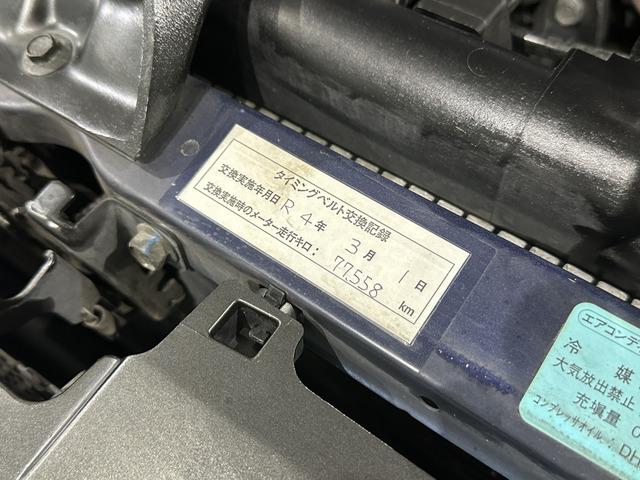 タイミングベルト交換記録
交換実施年月日 R 4年 3月 1日
交換実施時のメーター走行キロ： 77,558 km
エアコンデ
冷 媒
大気放出禁止
充填量 0
コンプレッサオイル：DH